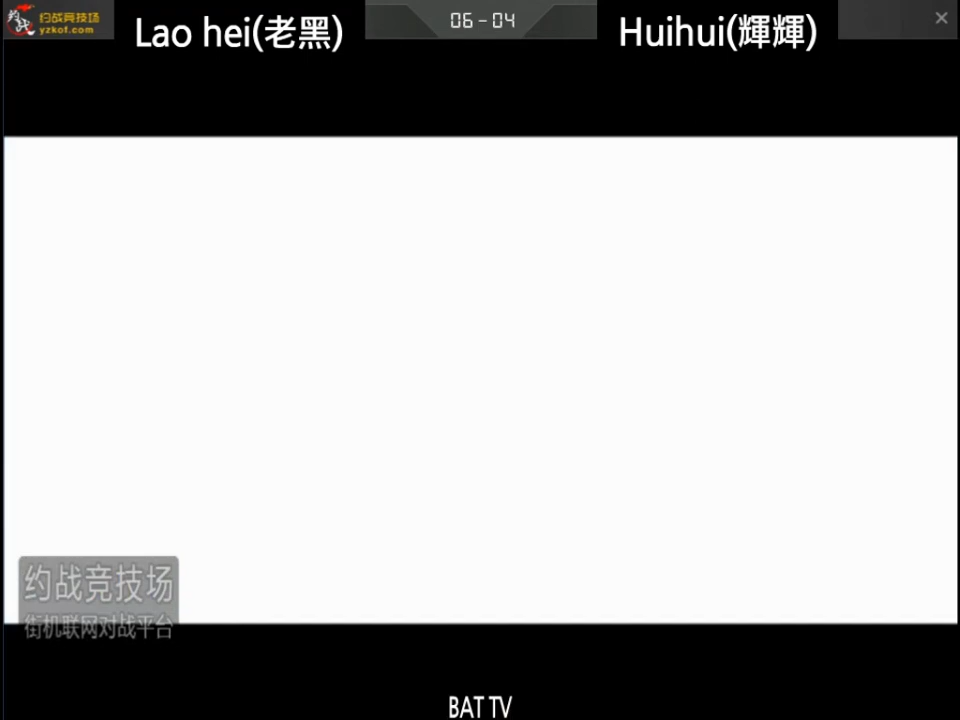 约战竞技场
yzkof.com
Lao hei(老黑)
06-04
Huihui(輝輝)
约战竞技场
街机联网对战平台
BAT TV